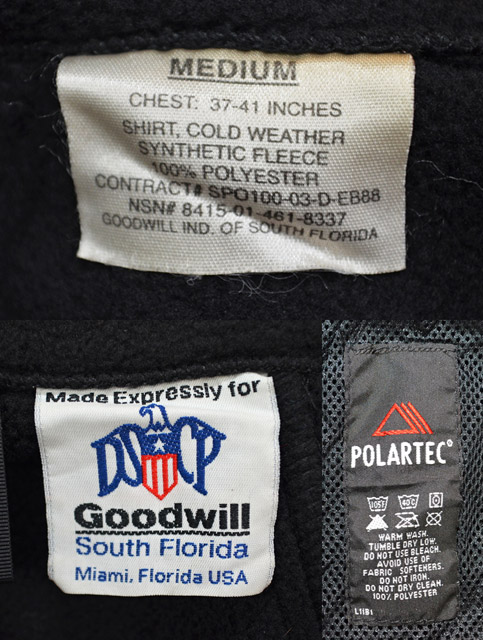 MEDIUM
CHEST: 37-41 INCHES
SHIRT, COLD WEATHER
SYNTHETIC FLEECE
100% POLYESTER
CONTRACT# SPO100-03-D-EB88
NSN# 8415-01-461-8337
GOODWILL IND. OF SOUTH FLORIDA
Made Expressly for
DSCP
Goodwill
South Florida
Miami, Florida USA
POLARTEC®
105F 40C
WARM WASH.
TUMBLE DRY LOW.
DO NOT USE BLEACH.
AVOID USE OF
FABRIC SOFTENERS.
DO NOT IRON.
DO NOT DRY CLEAN.
100% POLYESTER
L11B1